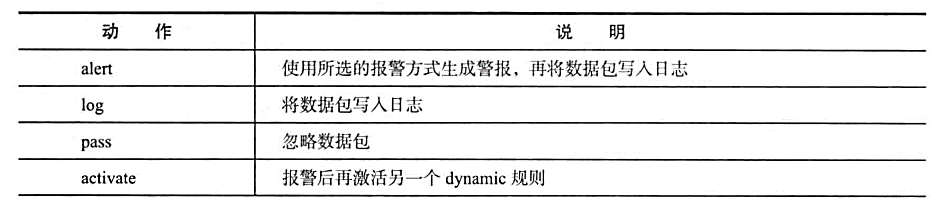 动 作 说 明
alert 使用所选的报警方式生成警报，再将数据包写入日志
log 将数据包写入日志
pass 忽略数据包
activate 报警后再激活另一个 dynamic 规则